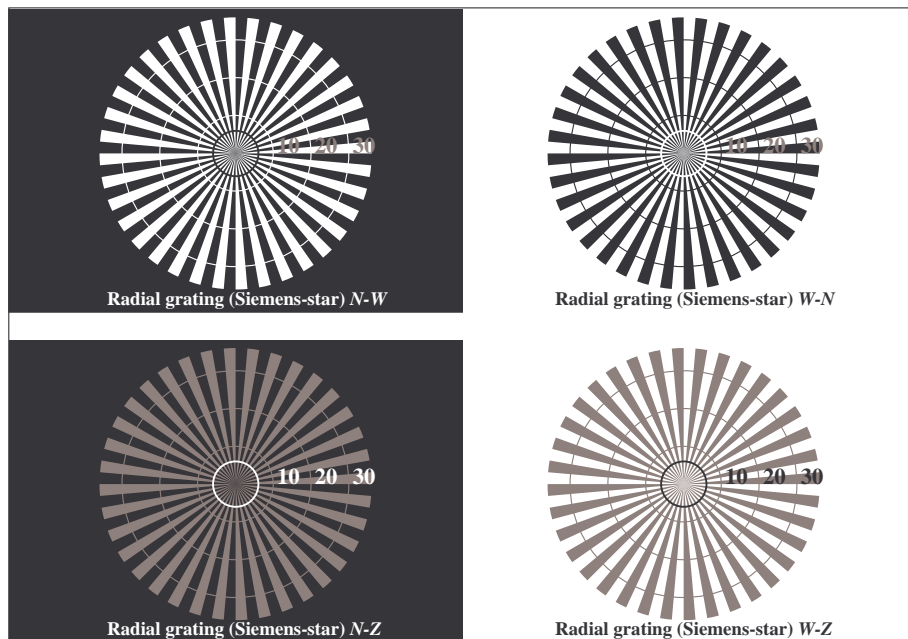 10 20 30
Radial grating (Siemens-star) N-W
10 20 30
Radial grating (Siemens-star) W-N
10 20 30
Radial grating (Siemens-star) N-Z
10 20 30
Radial grating (Siemens-star) W-Z